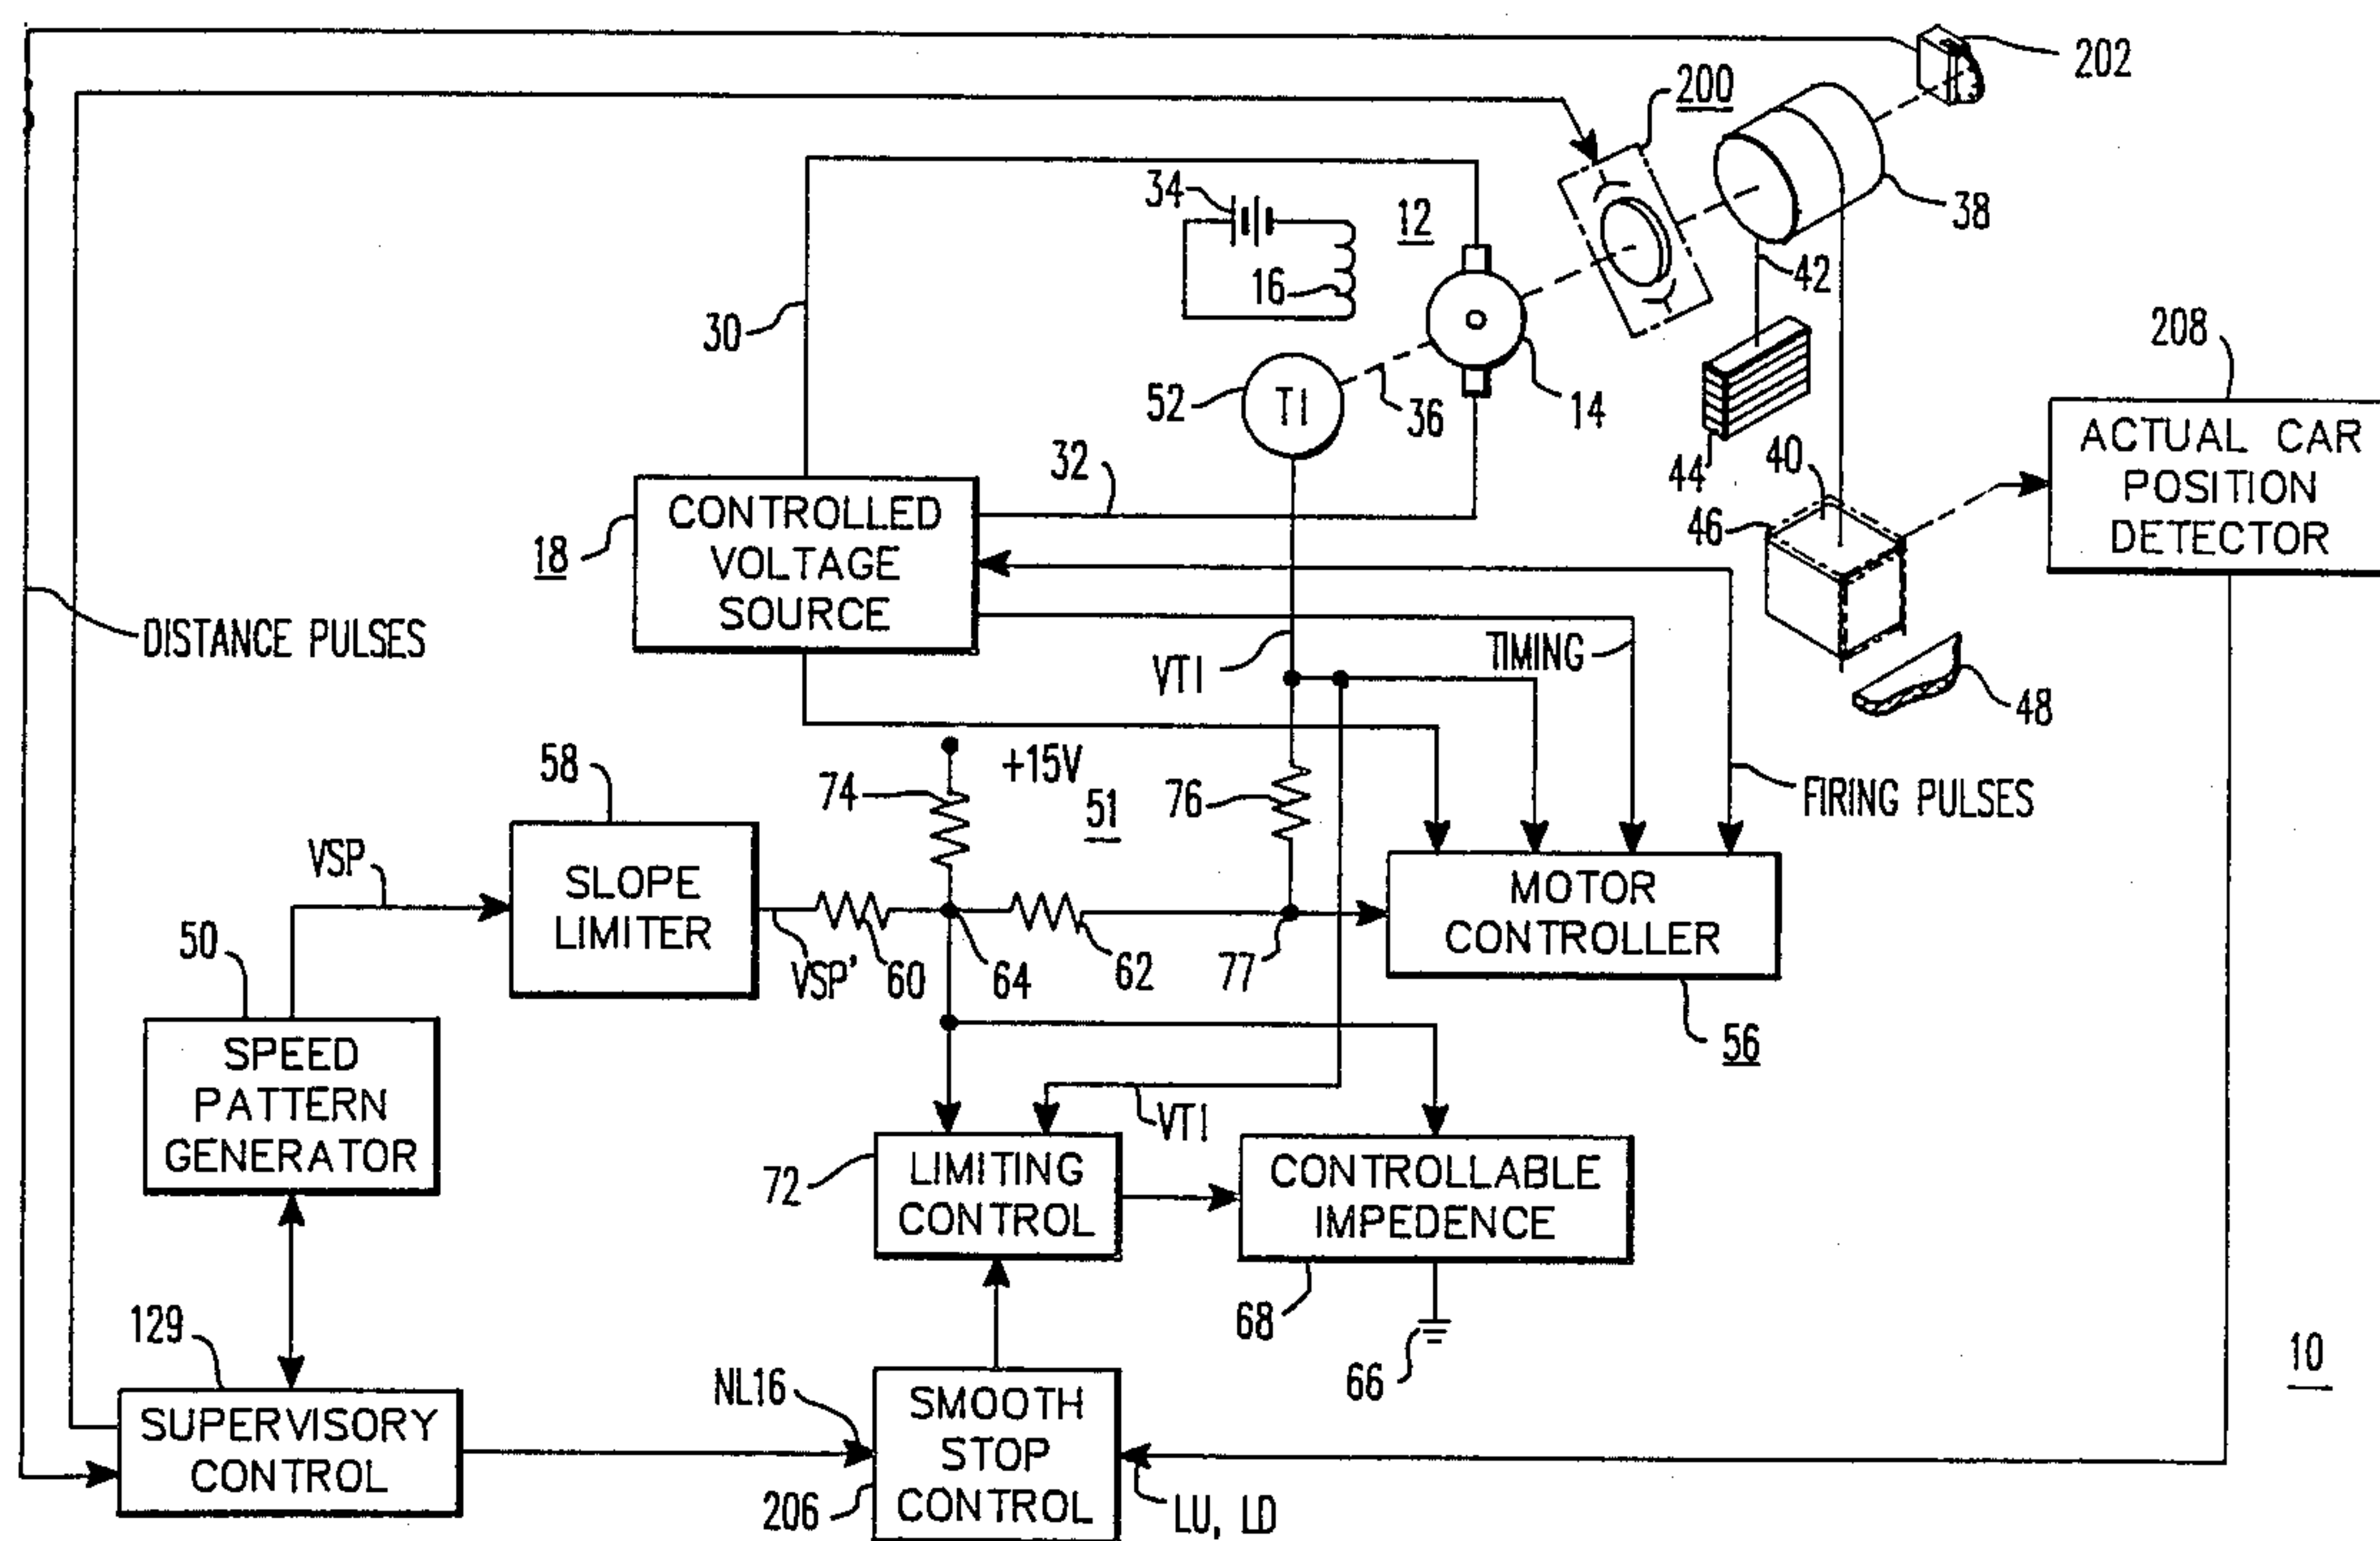 202
200
34
12
38
16
42
30
208
52
T1
36
14
ACTUAL CAR
POSITION
DETECTOR
44
40
32
46
CONTROLLED
VOLTAGE
SOURCE
18
DISTANCE PULSES
VT1
TIMING
48
58
+15V
74
51
76
FIRING PULSES
VSP
SLOPE
LIMITER
MOTOR
CONTROLLER
50
VSP'
60
64
62
77
56
SPEED
PATTERN
GENERATOR
VT1
72
LIMITING
CONTROL
CONTROLLABLE
IMPEDENCE
68
66
129
10
NL16
SUPERVISORY
CONTROL
SMOOTH
STOP
CONTROL
206
LU, LD